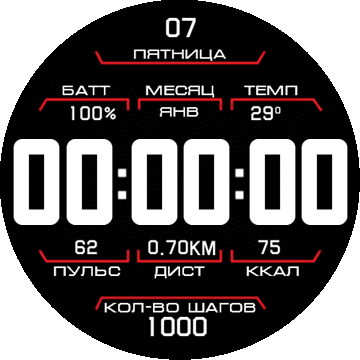 07
ПЯТНИЦА
БАТТ МЕСЯЦ ТЕМП
100% ЯНВ 29°
00:00:00
62 0.70КМ 75
ПУЛЬС ДИСТ ККАЛ
КОЛ-ВО ШАГОВ
1000